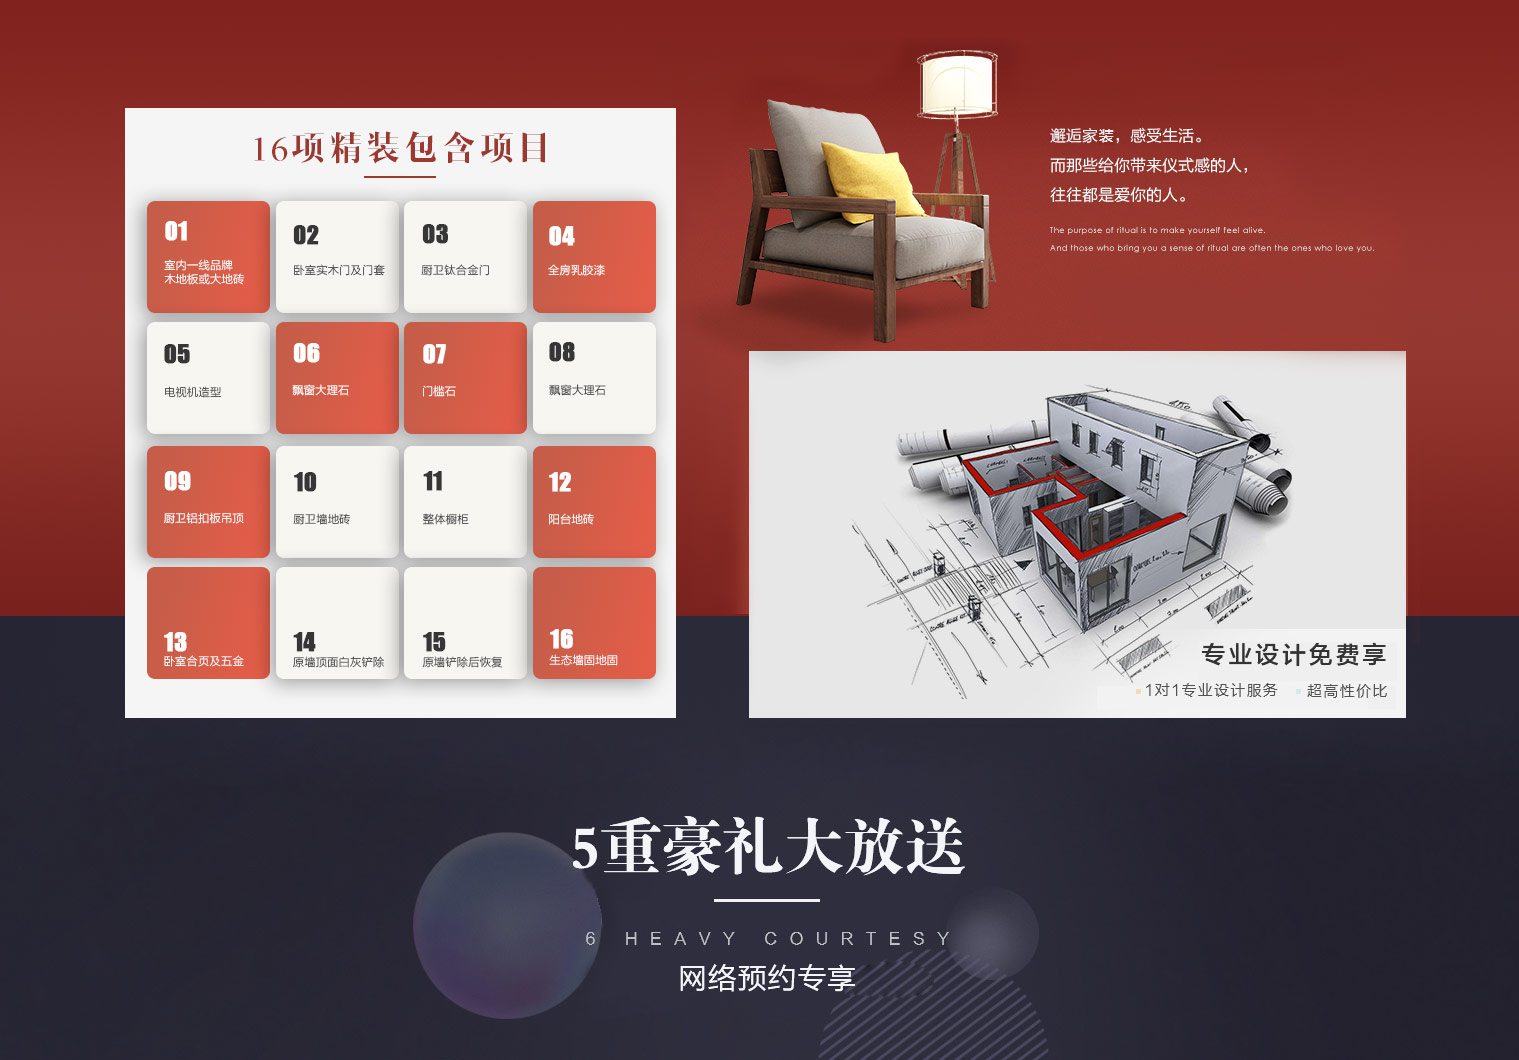 16项精装包含项目
01
室内一线品牌
木地板或大地砖
02
卧室实木门及门套
03
厨卫钛合金门
04
全房乳胶漆
05
电视机造型
06
飘窗大理石
07
门槛石
08
飘窗大理石
09
厨卫铝扣板吊顶
10
厨卫墙地砖
11
整体橱柜
12
阳台地砖
13
卧室合页及五金
14
原墙顶面白灰铲除
15
原墙铲除后恢复
16
生态墙固地固
邂逅家装，感受生活。
而那些给你带来仪式感的人，
往往都是爱你的人。
The purpose of ritual is to make yourself feel alive.
And those who bring you a sense of ritual are often the ones who love you.
专业设计免费享
1对1专业设计服务
超高性价比
5重豪礼大放送
6 HEAVY COURTESY
网络预约专享